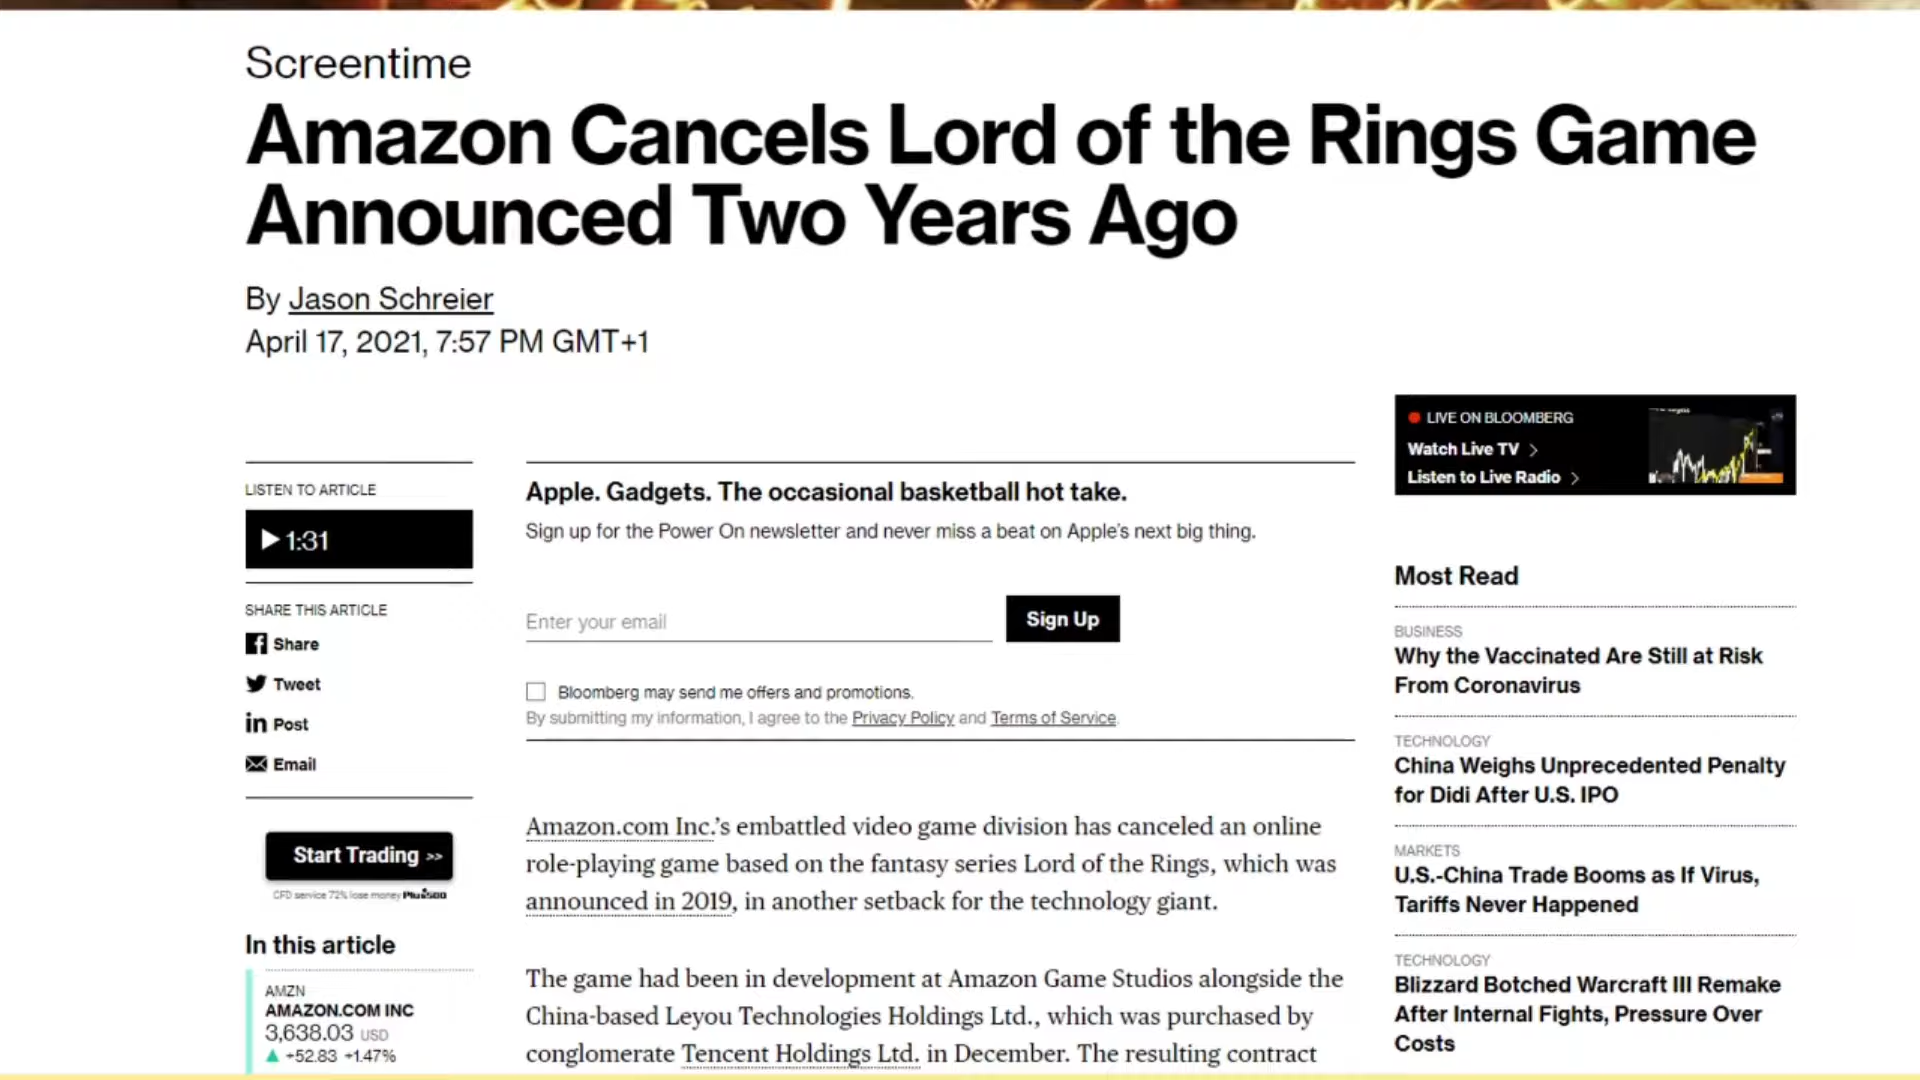 Screentime
Amazon Cancels Lord of the Rings Game
Announced Two Years Ago
By Jason Schreier
April 17, 2021, 7:57 PM GMT+1
LISTEN TO ARTICLE
1:31
SHARE THIS ARTICLE
Share
Tweet
in Post
Email
Start Trading >>
CFD service 72% lose money Plus500
In this article
AMZN
AMAZON.COM INC
3,638.03 USD
▲ +52.83 +1.47%
Apple. Gadgets. The occasional basketball hot take.
Sign up for the Power On newsletter and never miss a beat on Apple's next big thing.
Enter your email
Sign Up
Bloomberg may send me offers and promotions.
By submitting my information, I agree to the Privacy Policy and Terms of Service.
Amazon.com Inc.'s embattled video game division has canceled an online
role-playing game based on the fantasy series Lord of the Rings, which was
announced in 2019, in another setback for the technology giant.
The game had been in development at Amazon Game Studios alongside the
China-based Leyou Technologies Holdings Ltd., which was purchased by
conglomerate Tencent Holdings Ltd. in December. The resulting contract
LIVE ON BLOOMBERG
Watch Live TV >
Listen to Live Radio >
Most Read
BUSINESS
Why the Vaccinated Are Still at Risk
From Coronavirus
TECHNOLOGY
China Weighs Unprecedented Penalty
for Didi After U.S. IPO
MARKETS
U.S.-China Trade Booms as If Virus,
Tariffs Never Happened
TECHNOLOGY
Blizzard Botched Warcraft III Remake
After Internal Fights, Pressure Over
Costs